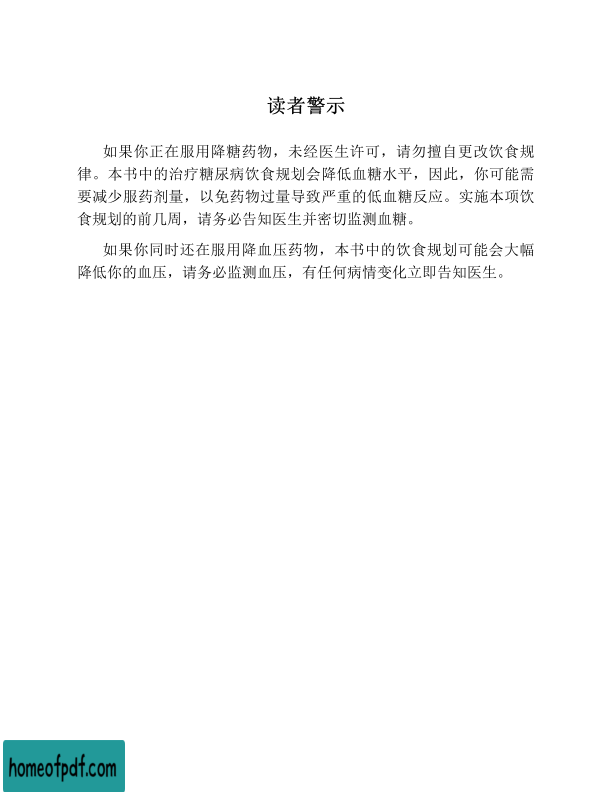 读者警示
如果你正在服用降糖药物，未经医生许可，请勿擅自更改饮食规
律。本书中的治疗糖尿病饮食规划会降低血糖水平，因此，你可能需
要减少服药剂量，以免药物过量导致严重的低血糖反应。实施本项饮
食规划的前几周，请务必告知医生并密切监测血糖。
如果你同时还在服用降血压药物，本书中的饮食规划可能会大幅
降低你的血压，请务必监测血压，有任何病情变化立即告知医生。
homeofpdf.com